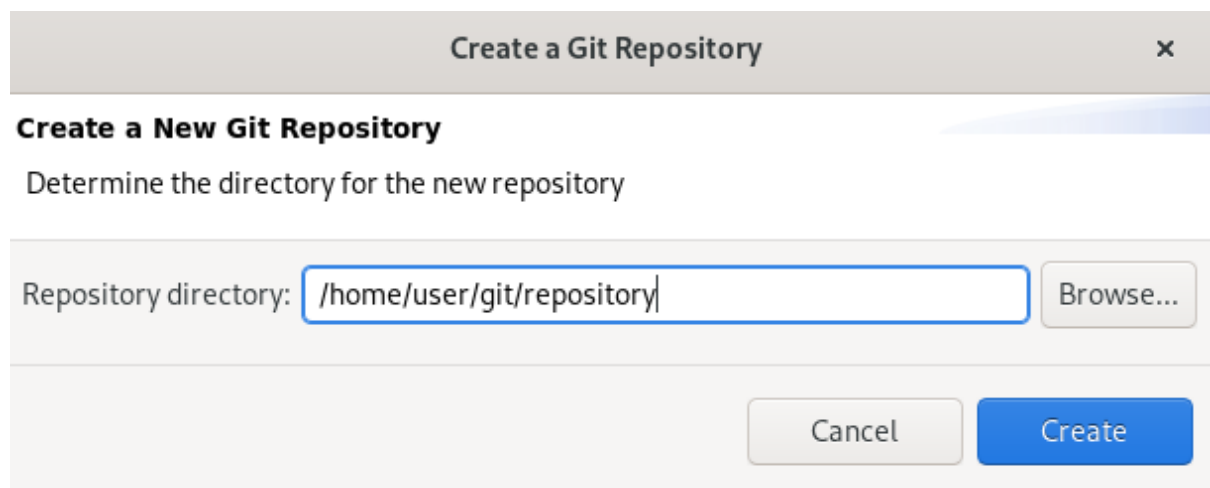 Create a Git Repository ×
Create a New Git Repository
Determine the directory for the new repository
Repository directory: /home/user/git/repository Browse...
Cancel Create